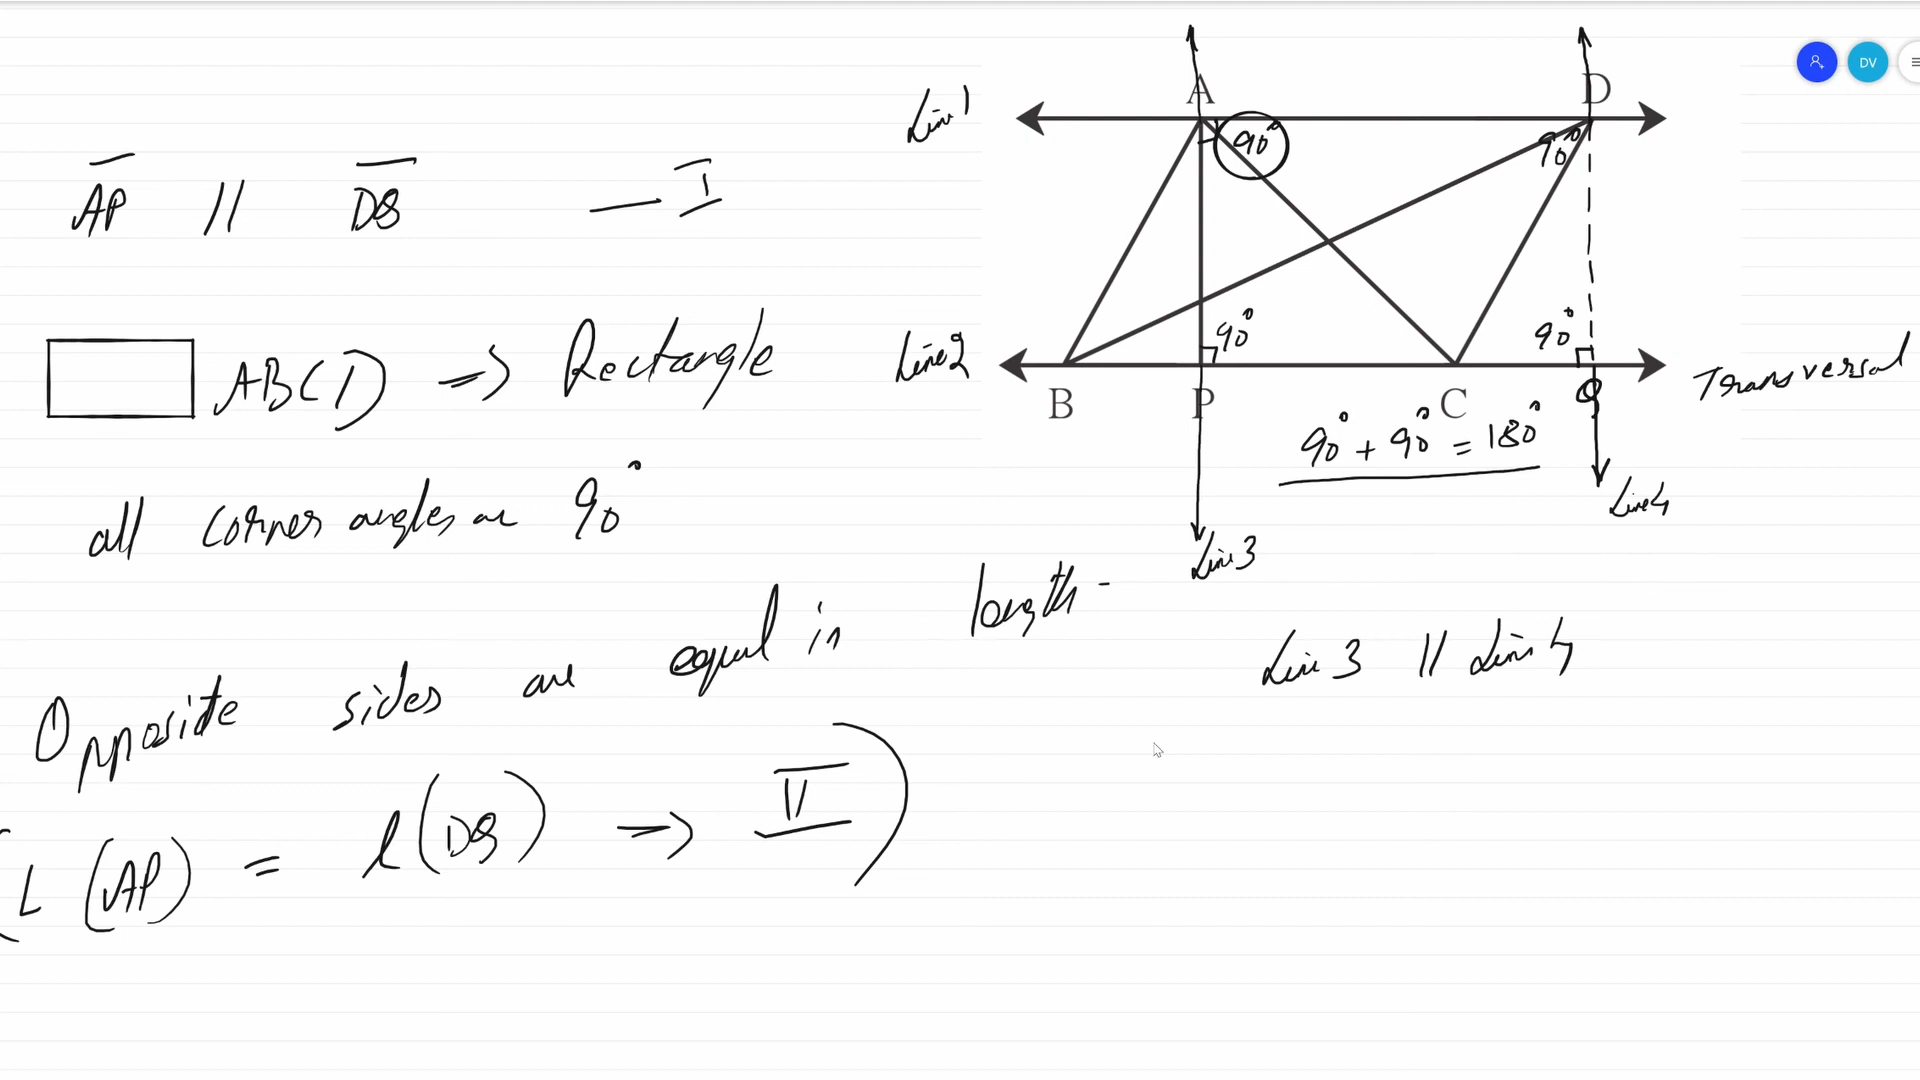 AP // DQ — I
□ ABCD => Rectangle
all corner angles are 90°
Opposite sides are equal in length -
L (AP) = l (DQ) → II
DV
Line 1
A D
90° 90°
Line 2
90° 90°
B P C Q
Transversal
90° + 90° = 180°
Line 3
Line 4
Line 3 // Line 4